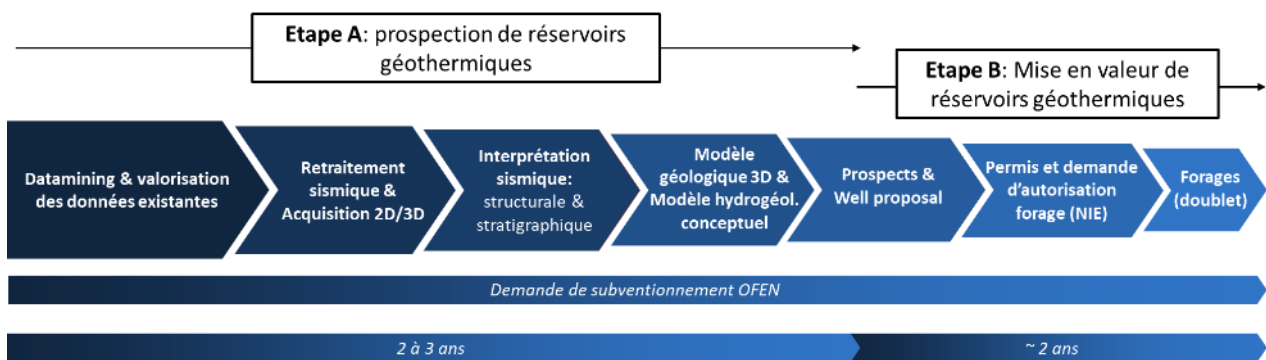 Etape A: prospection de réservoirs
géothermiques
Etape B: Mise en valeur de
réservoirs géothermiques
Datamining & valorisation
des données existantes
Retraitement
sismique &
Acquisition 2D/3D
Interprétation
sismique:
structurale &
stratigraphique
Modèle
géologique 3D &
Modèle hydrogéol.
conceptuel
Prospects &
Well proposal
Permis et demande
d'autorisation
forage (NIE)
Forages
(doublet)
Demande de subventionnement OFEN
2 à 3 ans
~ 2 ans